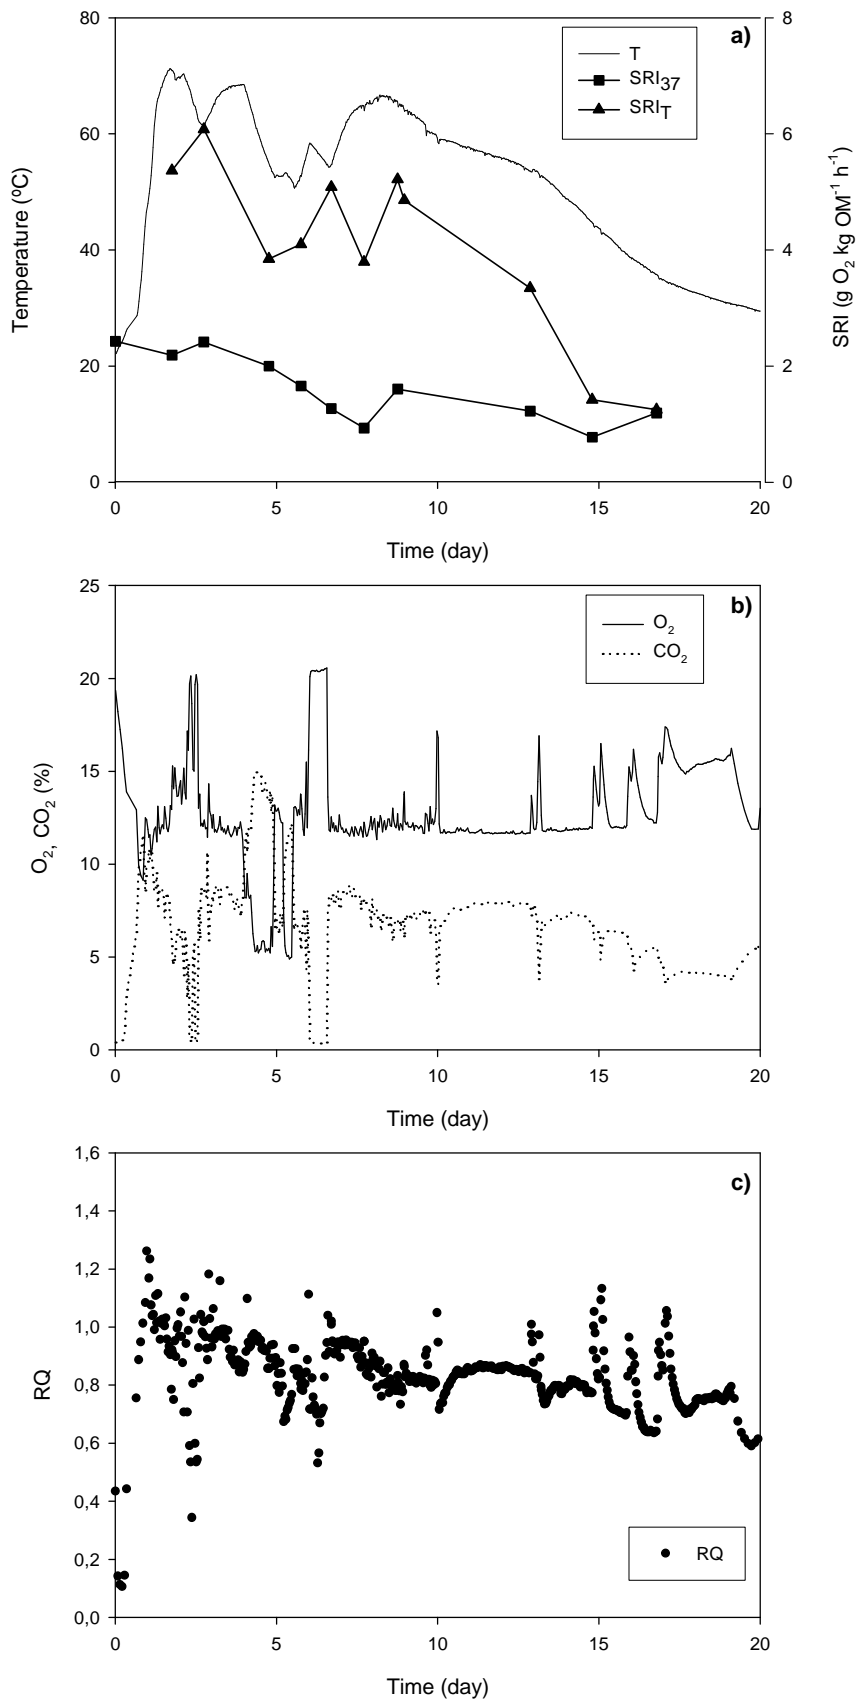 a)
T
SRI37
SRIT
80
60
40
20
0
Temperature (ºC)
8
6
4
2
0
SRI (g O2 kg OM-1 h-1)
0 5 10 15 20
Time (day)
b)
O2
CO2
25
20
15
10
5
0
O2, CO2 (%)
0 5 10 15 20
Time (day)
c)
1,6
1,4
1,2
1,0
0,8
0,6
0,4
0,2
0,0
RQ
RQ
0 5 10 15 20
Time (day)